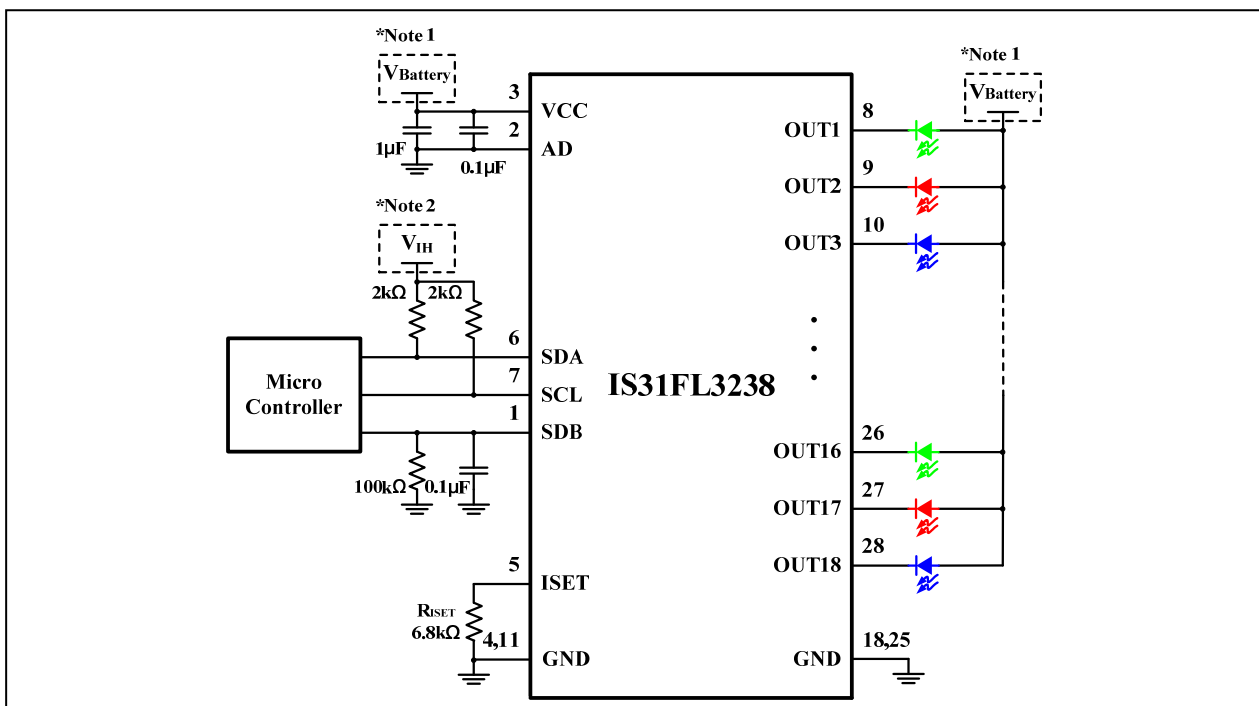 *Note 1
VBattery
3
VCC
2
AD
1µF
0.1µF
*Note 2
VIH
2kΩ
2kΩ
6
SDA
7
SCL
1
SDB
Micro
Controller
100kΩ
0.1µF
5
ISET
RISET
6.8kΩ
4,11
GND
IS31FL3238
*Note 1
VBattery
8
OUT1
9
OUT2
10
OUT3
26
OUT16
27
OUT17
28
OUT18
18,25
GND